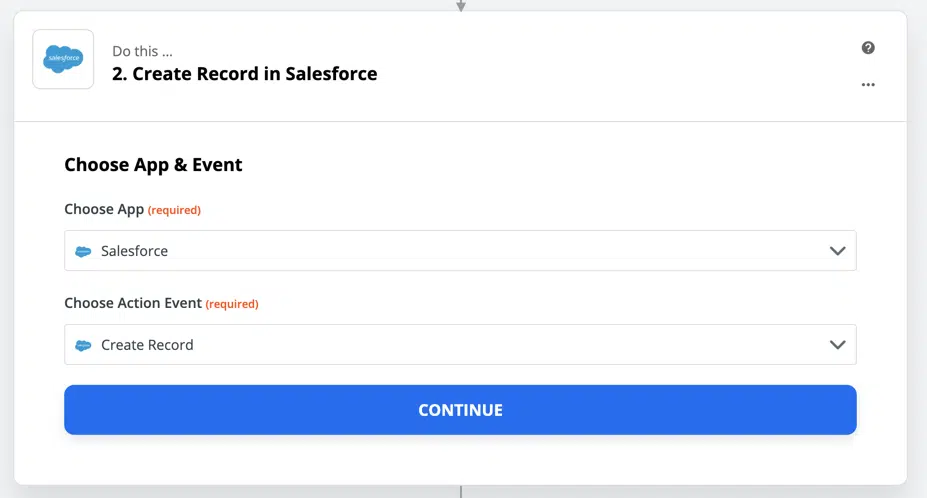 salesforce
Do this ...
2. Create Record in Salesforce
Choose App & Event
Choose App (required)
Salesforce
Choose Action Event (required)
Create Record
CONTINUE